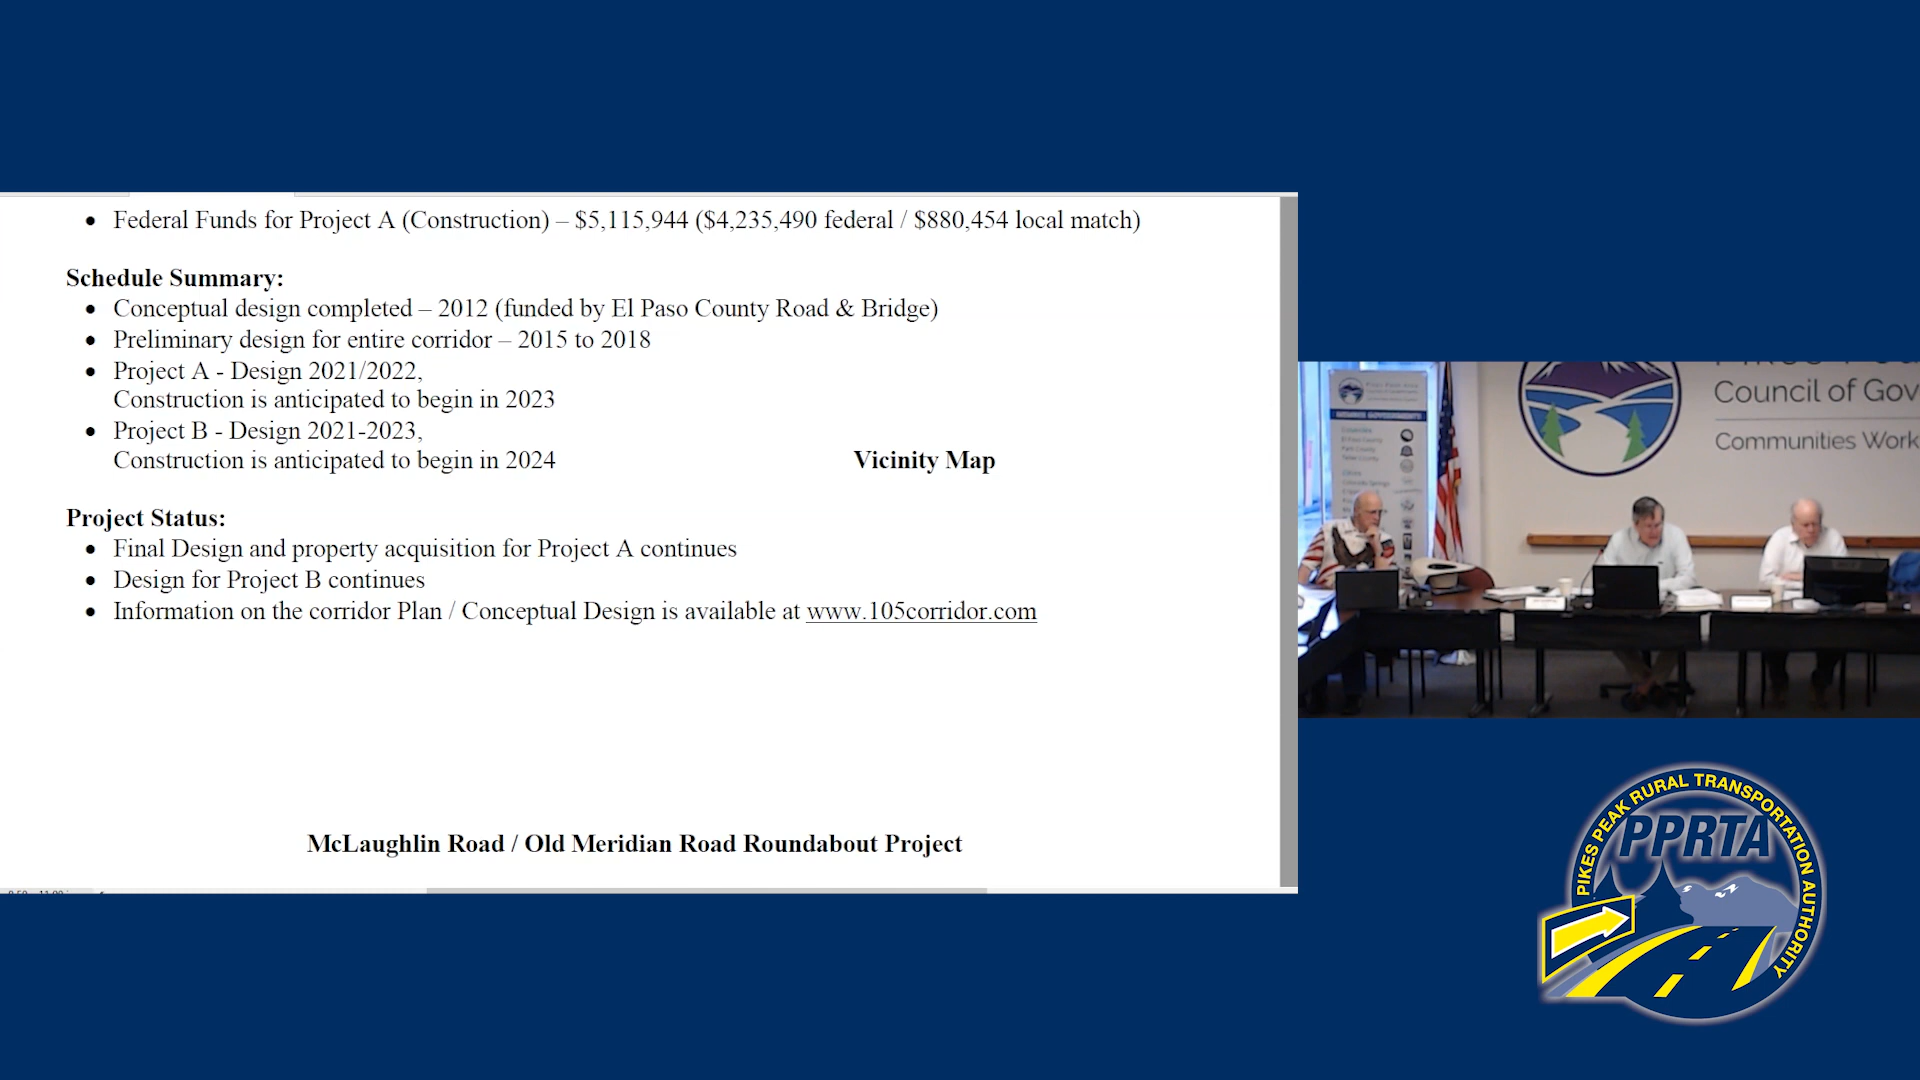 • Federal Funds for Project A (Construction) – $5,115,944 ($4,235,490 federal / $880,454 local match)
Schedule Summary:
• Conceptual design completed – 2012 (funded by El Paso County Road & Bridge)
• Preliminary design for entire corridor – 2015 to 2018
• Project A - Design 2021/2022,
Construction is anticipated to begin in 2023
• Project B - Design 2021-2023,
Construction is anticipated to begin in 2024
Vicinity Map
Project Status:
• Final Design and property acquisition for Project A continues
• Design for Project B continues
• Information on the corridor Plan / Conceptual Design is available at www.105corridor.com
McLaughlin Road / Old Meridian Road Roundabout Project
Council of Gov
Communities Work
PIKES PEAK RURAL TRANSPORTATION AUTHORITY
PPRTA